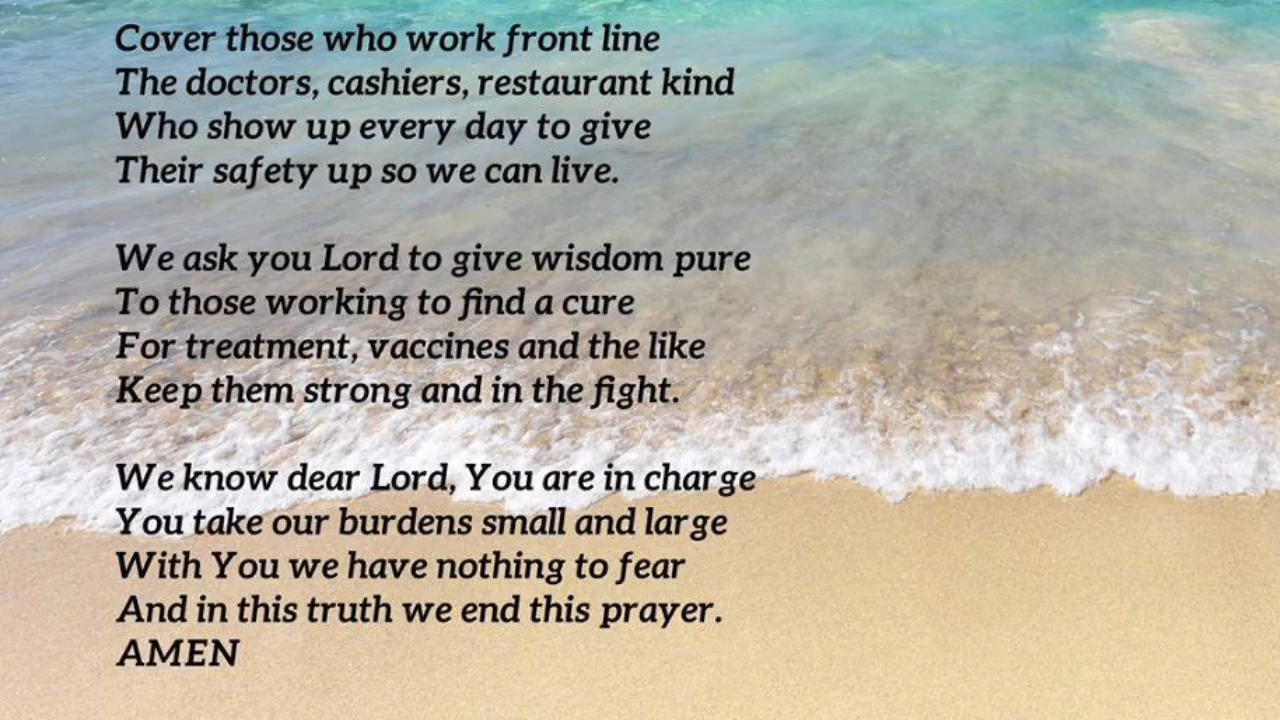 Cover those who work front line
The doctors, cashiers, restaurant kind
Who show up every day to give
Their safety up so we can live.
We ask you Lord to give wisdom pure
To those working to find a cure
For treatment, vaccines and the like
Keep them strong and in the fight.
We know dear Lord, You are in charge
You take our burdens small and large
With You we have nothing to fear
And in this truth we end this prayer.
AMEN